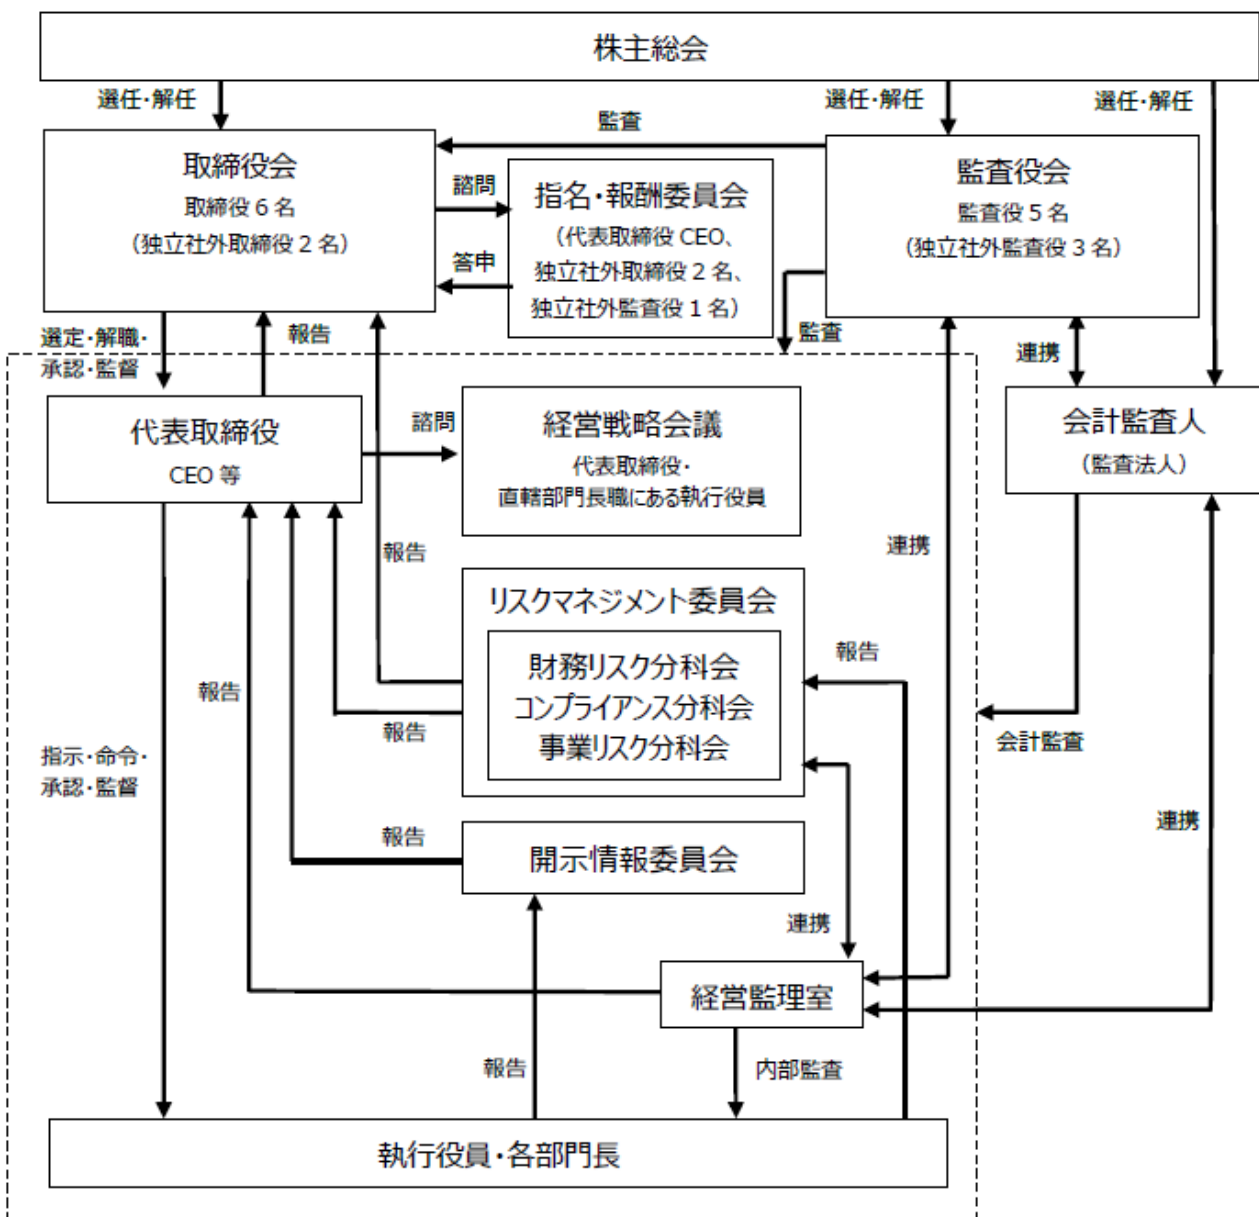 株主総会
選任・解任
選任・解任
選任・解任
監査
取締役会
取締役6名
（独立社外取締役2名）
諮問
答申
指名・報酬委員会
（代表取締役 CEO、
独立社外取締役2名、
独立社外監査役1名）
監査役会
監査役5名
（独立社外監査役3名）
選定・解職・
承認・監督
報告
監査
連携
代表取締役
CEO 等
諮問
経営戦略会議
代表取締役・
直轄部門長職にある執行役員
会計監査人
（監査法人）
報告
連携
リスクマネジメント委員会
財務リスク分科会
コンプライアンス分科会
事業リスク分科会
報告
報告
報告
会計監査
指示・命令・
承認・監督
連携
報告
開示情報委員会
連携
経営監理室
報告
内部監査
執行役員・各部門長